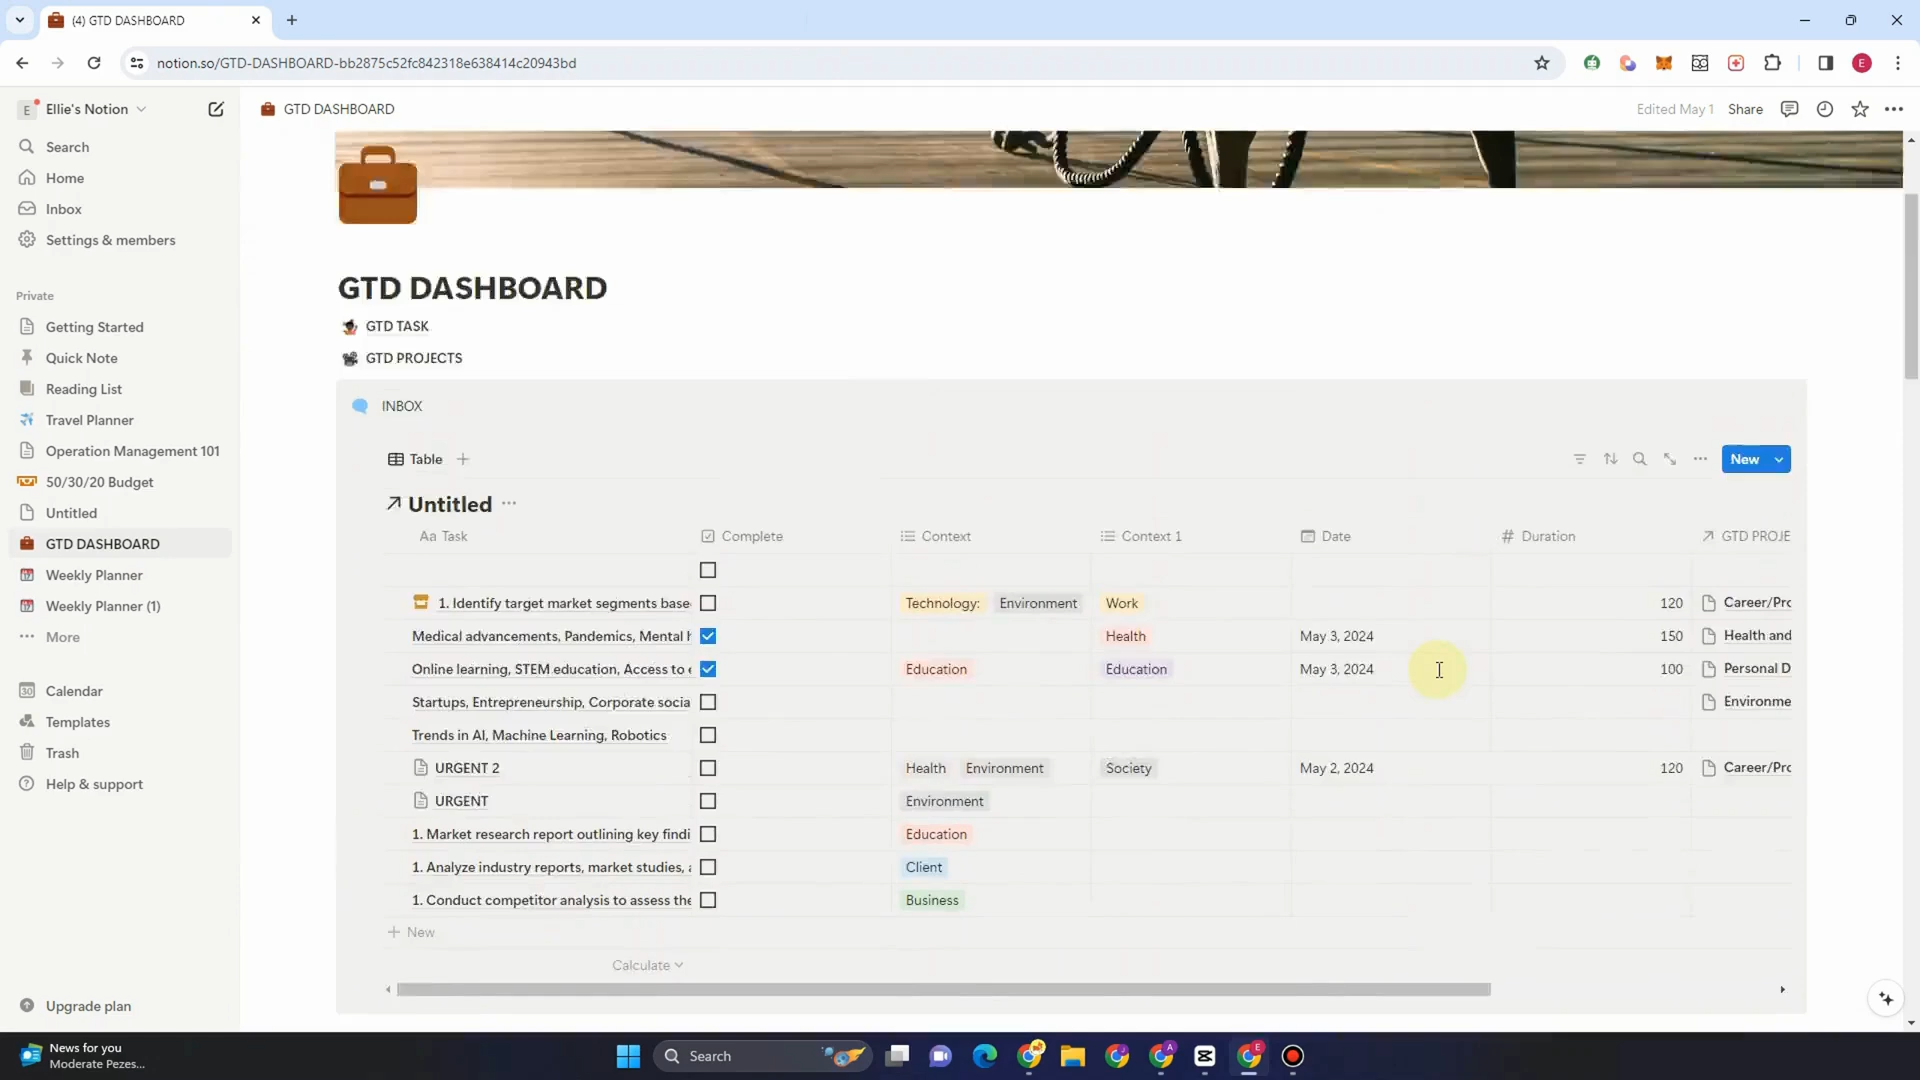 (4) GTD DASHBOARD
notion.so/GTD-DASHBOARD-bb2875c52fc842318e638414c20943bd
E
E Ellie's Notion
GTD DASHBOARD
Edited May 1 Share
Search
Home
Inbox
Settings & members
Private
Getting Started
Quick Note
Reading List
Travel Planner
Operation Management 101
50/30/20 Budget
Untitled
GTD DASHBOARD
Weekly Planner
Weekly Planner (1)
More
Calendar
Templates
Trash
Help & support
Upgrade plan
GTD DASHBOARD
GTD TASK
GTD PROJECTS
INBOX
Table
New
Untitled
Aa Task Complete Context Context 1 Date # Duration GTD PROJE
1. Identify target market segments base Technology: Environment Work 120 Career/Pro
Medical advancements, Pandemics, Mental h Health May 3, 2024 150 Health and
Online learning, STEM education, Access to e Education Education May 3, 2024 100 Personal D
Startups, Entrepreneurship, Corporate socia Environme
Trends in AI, Machine Learning, Robotics
URGENT 2 Health Environment Society May 2, 2024 120 Career/Pro
URGENT Environment
1. Market research report outlining key findi Education
1. Analyze industry reports, market studies, a Client
1. Conduct competitor analysis to assess the Business
+ New
Calculate
News for you
Moderate Pezes...
Search